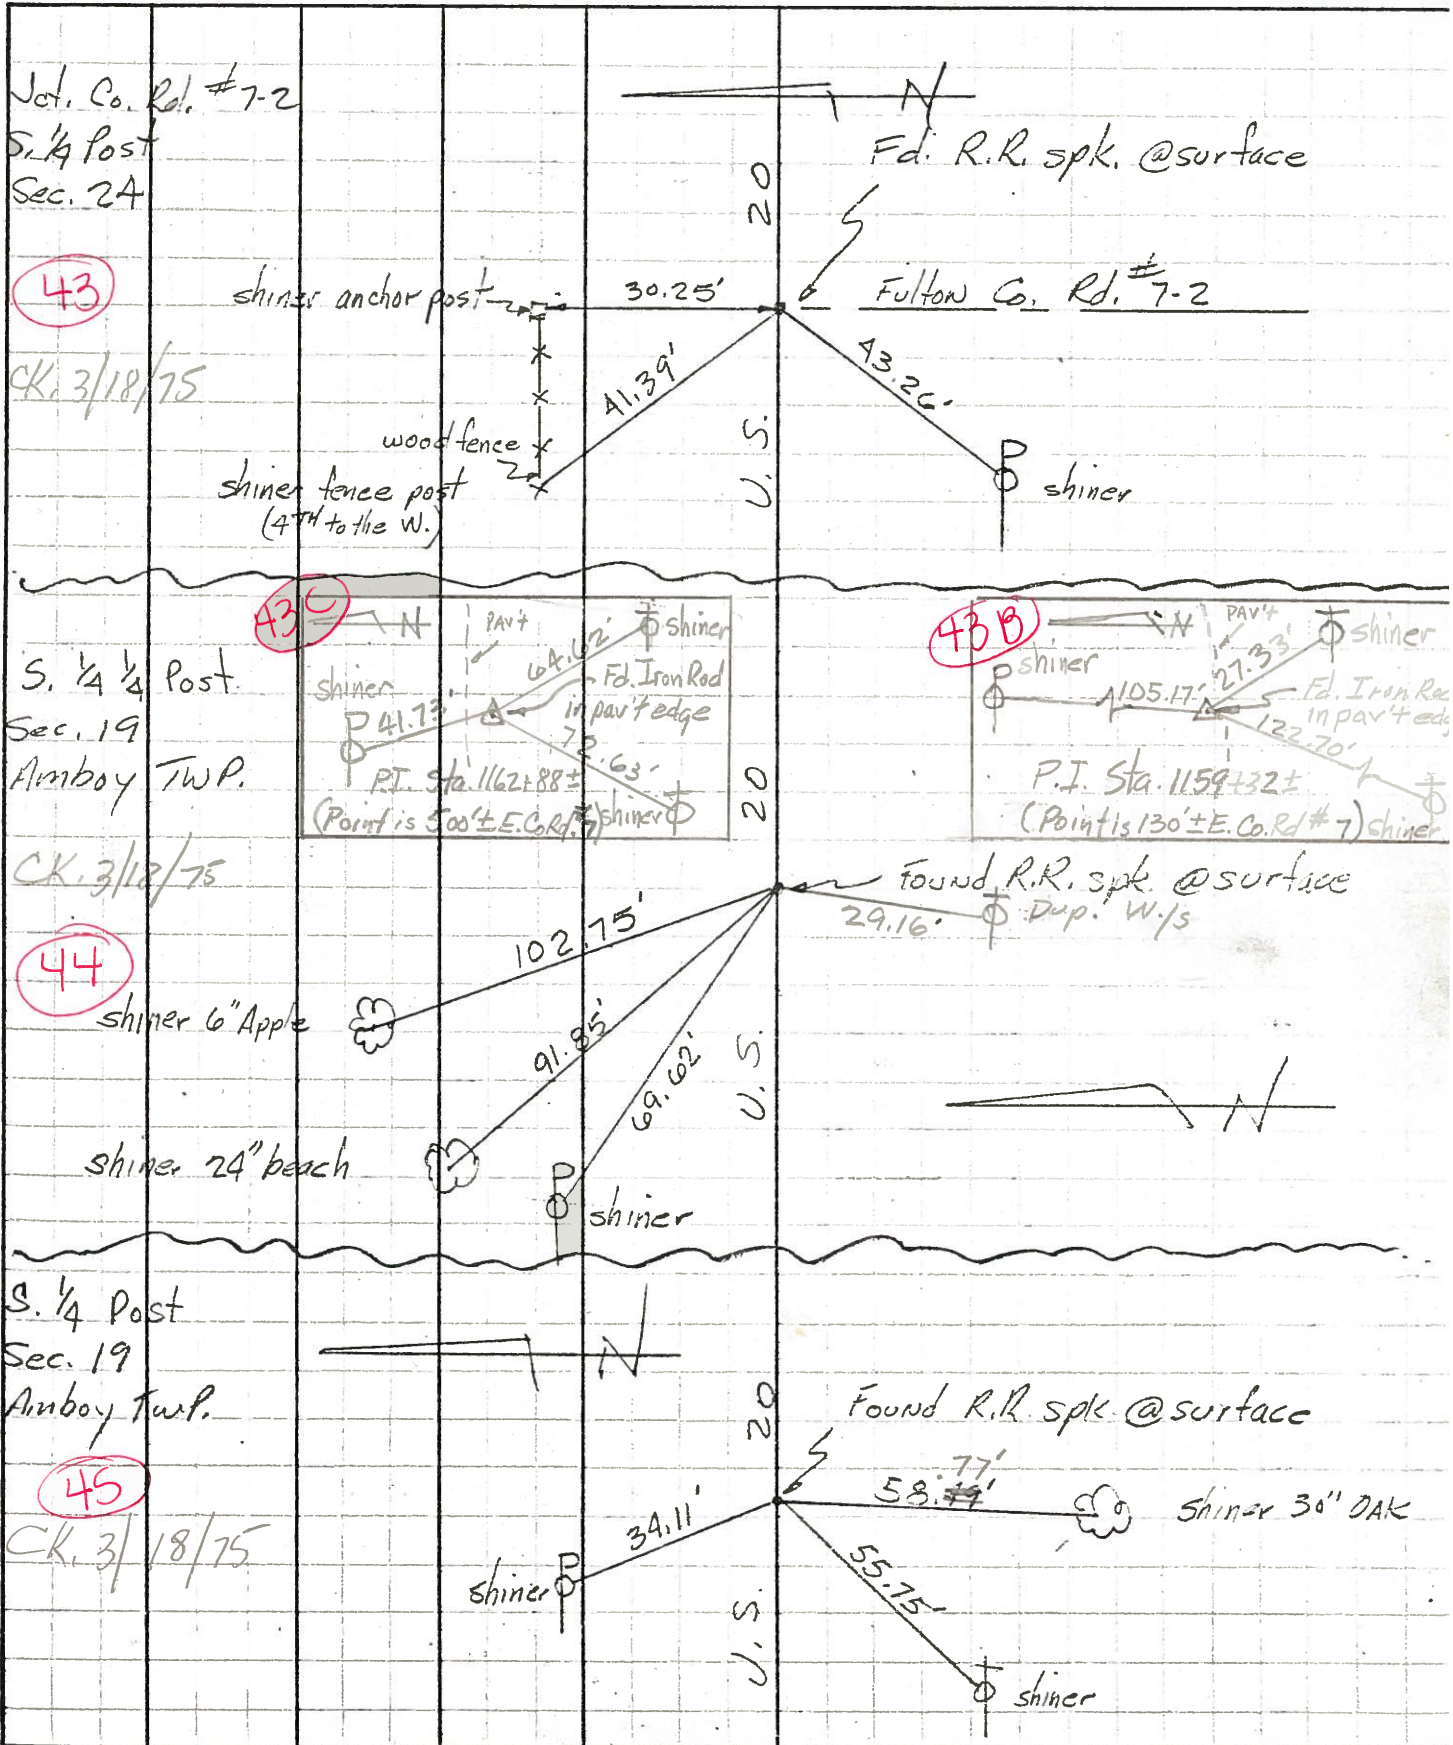 Jct. Co. Rd. #7-2
S. 1/4 Post
Sec. 24
43
CK. 3/18/75
N
Fd. R.R. spk. @surface
20
shiner anchor post
30.25'
Fulton Co. Rd. #7-2
41.39'
43.26'
wood fence
shiner fence post
(4TH to the W.)
U.S.
P
shiner
43C
N
PAV'T
64.62'
shiner
shiner
P
41.73'
Fd. Iron Rod
in pav't edge
72.63'
P.I. Sta. 1162+88±
(Point is 500'± E. Co Rd. #7)
shiner
43B
N
PAV'T
27.33'
shiner
shiner
P
105.17'
Fd. Iron Rod
in pav't edge
122.70'
P.I. Sta. 1159+32±
(Point is 130'± E. Co. Rd #7)
shiner
S. 1/4 1/4 Post
Sec. 19
Amboy TWP.
CK. 3/18/75
44
20
Found R.R. spk. @surface
29.16'
Dup. W./s
102.75'
shiner 6" Apple
91.85'
69.62'
U.S.
N
shiner 24" beach
P
shiner
S. 1/4 Post
Sec. 19
Amboy Twp.
45
CK. 3/18/75
N
20
Found R.R. spk @surface
.77'
58.79'
shiner 30" OAK
34.11'
P
shiner
55.75'
U.S.
shiner